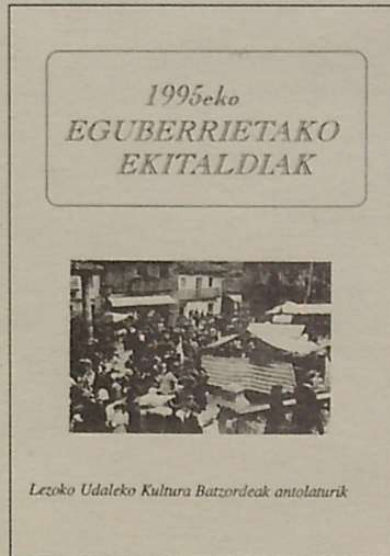 1995eko
EGUBERRIETAKO
EKITALDIAK
Lezoko Udaleko Kultura Batzordeak antolaturik